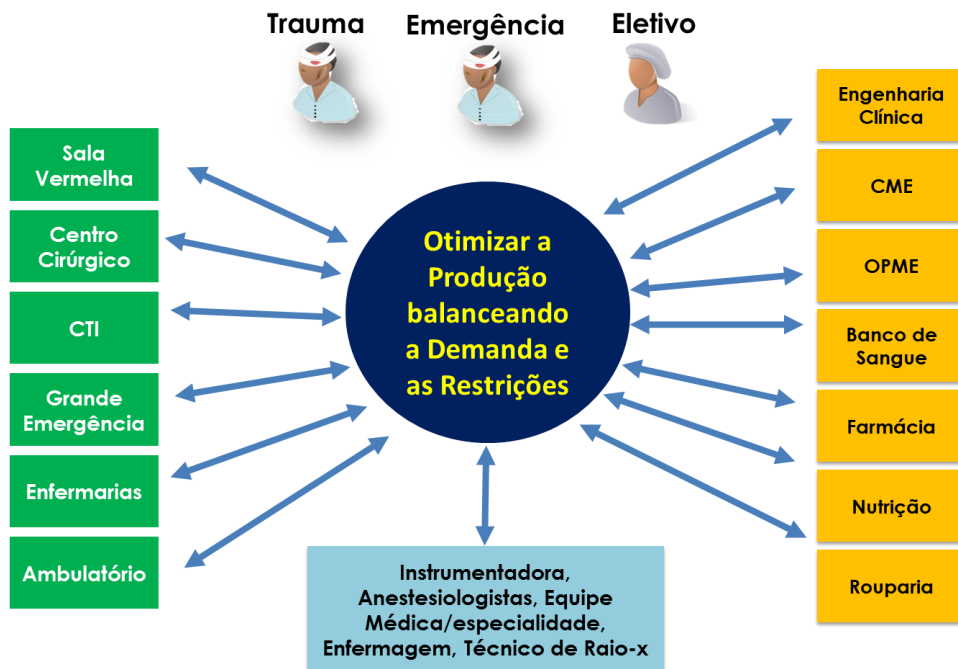 Trauma
Emergência
Eletivo
Sala
Vermelha
Centro
Cirúrgico
CTI
Grande
Emergência
Enfermarias
Ambulatório
Otimizar a
Produção
balanceando
a Demanda e
as Restrições
Instrumentadora,
Anestesiologistas, Equipe
Médica/especialidade,
Enfermagem, Técnico de Raio-x
Engenharia
Clínica
CME
OPME
Banco de
Sangue
Farmácia
Nutrição
Rouparia